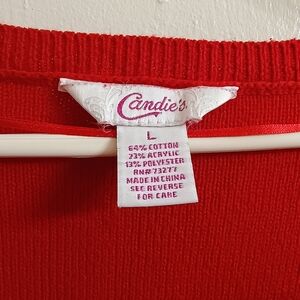 Candie's
L
64% COTTON
23% ACRYLIC
13% POLYESTER
RN# 73277
MADE IN CHINA
SEE REVERSE
FOR CARE